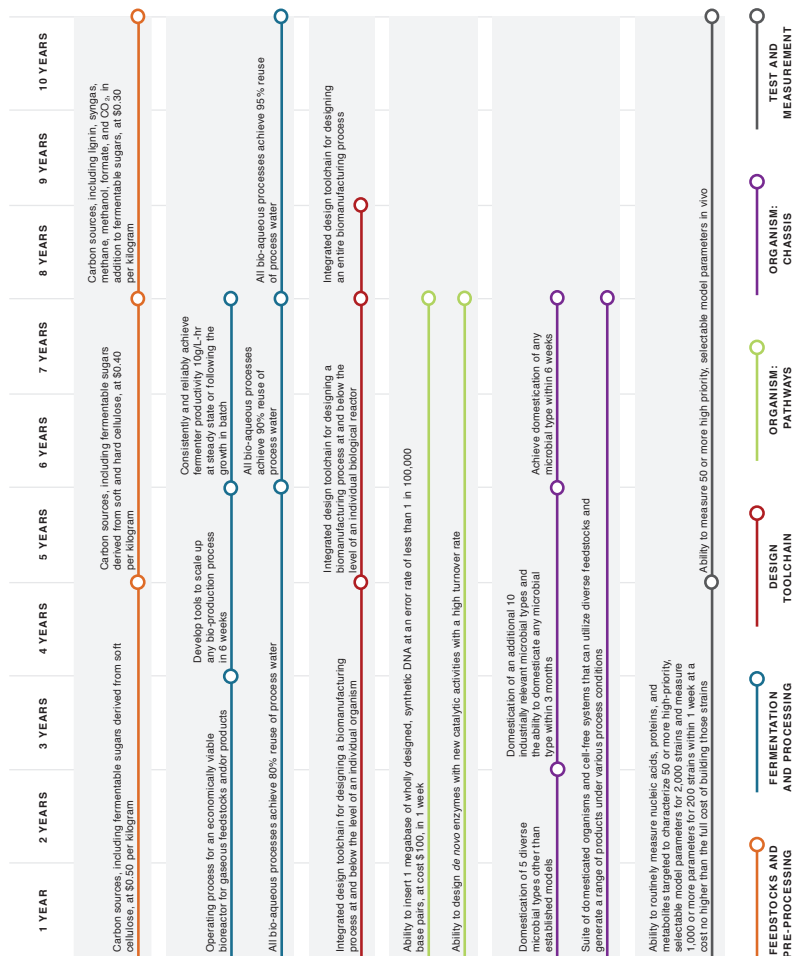 1 YEAR
2 YEARS
3 YEARS
4 YEARS
5 YEARS
6 YEARS
7 YEARS
8 YEARS
9 YEARS
10 YEARS
Carbon sources, including fermentable sugars derived from soft
cellulose, at $0.50 per kilogram
Carbon sources, including fermentable sugars
derived from soft and hard cellulose, at $0.40
per kilogram
Carbon sources, including lignin, syngas,
methane, methanol, formate, and CO2, in
addition to fermentable sugars, at $0.30
per kilogram
Operating process for an economically viable
bioreactor for gaseous feedstocks and/or products
Develop tools to scale up
any bio-production process
in 6 weeks
Consistently and reliably achieve
fermenter productivity 10g/L-hr
at steady state or following the
growth in batch
All bio-aqueous processes achieve 80% reuse of process water
All bio-aqueous processes
achieve 90% reuse of
process water
All bio-aqueous processes achieve 95% reuse
of process water
Integrated design toolchain for designing a biomanufacturing
process at and below the level of an individual organism
Integrated design toolchain for designing a
biomanufacturing process at and below the
level of an individual biological reactor
Integrated design toolchain for designing
an entire biomanufacturing process
Ability to insert 1 megabase of wholly designed, synthetic DNA at an error rate of less than 1 in 100,000
base pairs, at cost $100, in 1 week
Ability to design de novo enzymes with new catalytic activities with a high turnover rate
Domestication of 5 diverse
microbial types other than
established models
Domestication of an additional 10
industrially relevant microbial types and
the ability to domesticate any microbial
type within 3 months
Achieve domestication of any
microbial type within 6 weeks
Suite of domesticated organisms and cell-free systems that can utilize diverse feedstocks and
generate a range of products under various process conditions
Ability to routinely measure nucleic acids, proteins, and
metabolites targeted to characterize 50 or more high-priority,
selectable model parameters for 2,000 strains and measure
1,000 or more parameters for 200 strains within 1 week at a
cost no higher than the full cost of building those strains
Ability to measure 50 or more high priority, selectable model parameters in vivo
FEEDSTOCKS AND
PRE-PROCESSING
FERMENTATION
AND PROCESSING
DESIGN
TOOLCHAIN
ORGANISM:
PATHWAYS
ORGANISM:
CHASSIS
TEST AND
MEASUREMENT